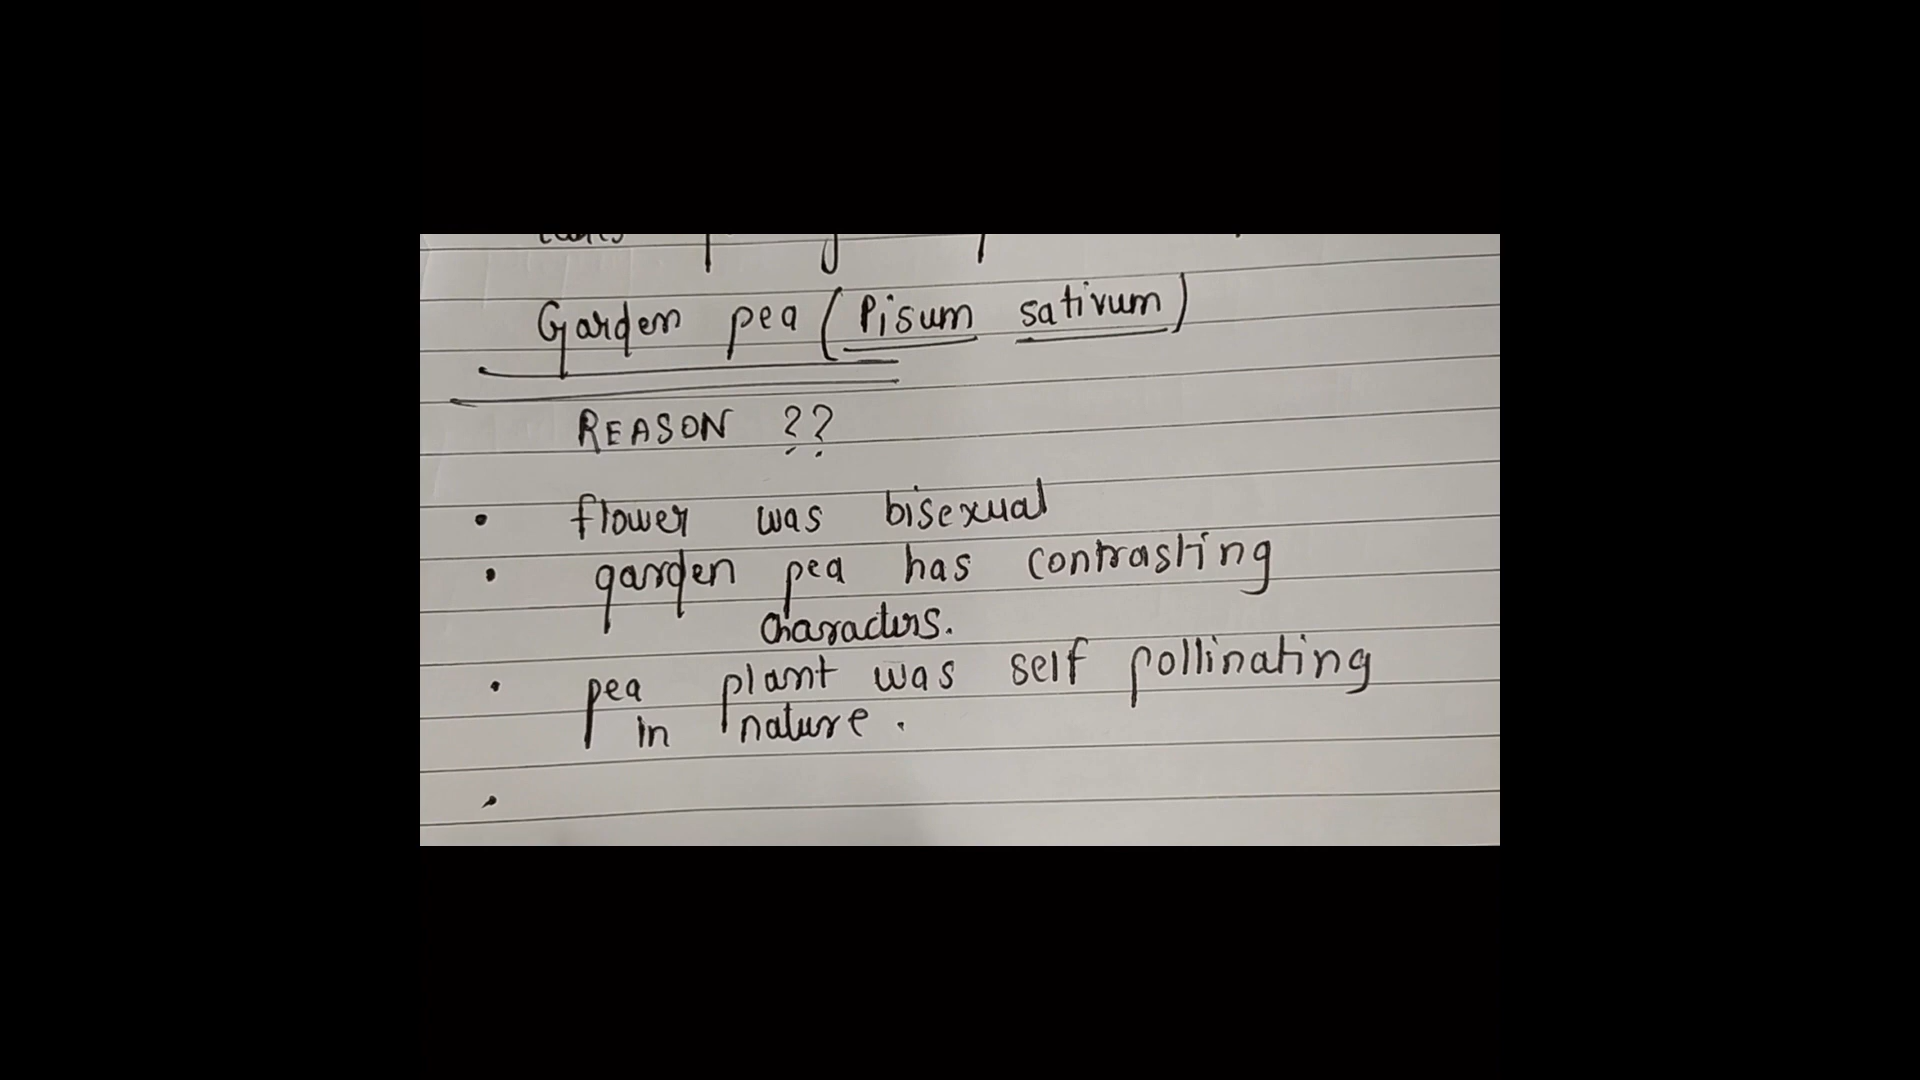 Garden pea (Pisum sativum)
REASON ??
• flower was bisexual
• garden pea has contrasting
characters.
• pea plant was self pollinating
in nature.
•